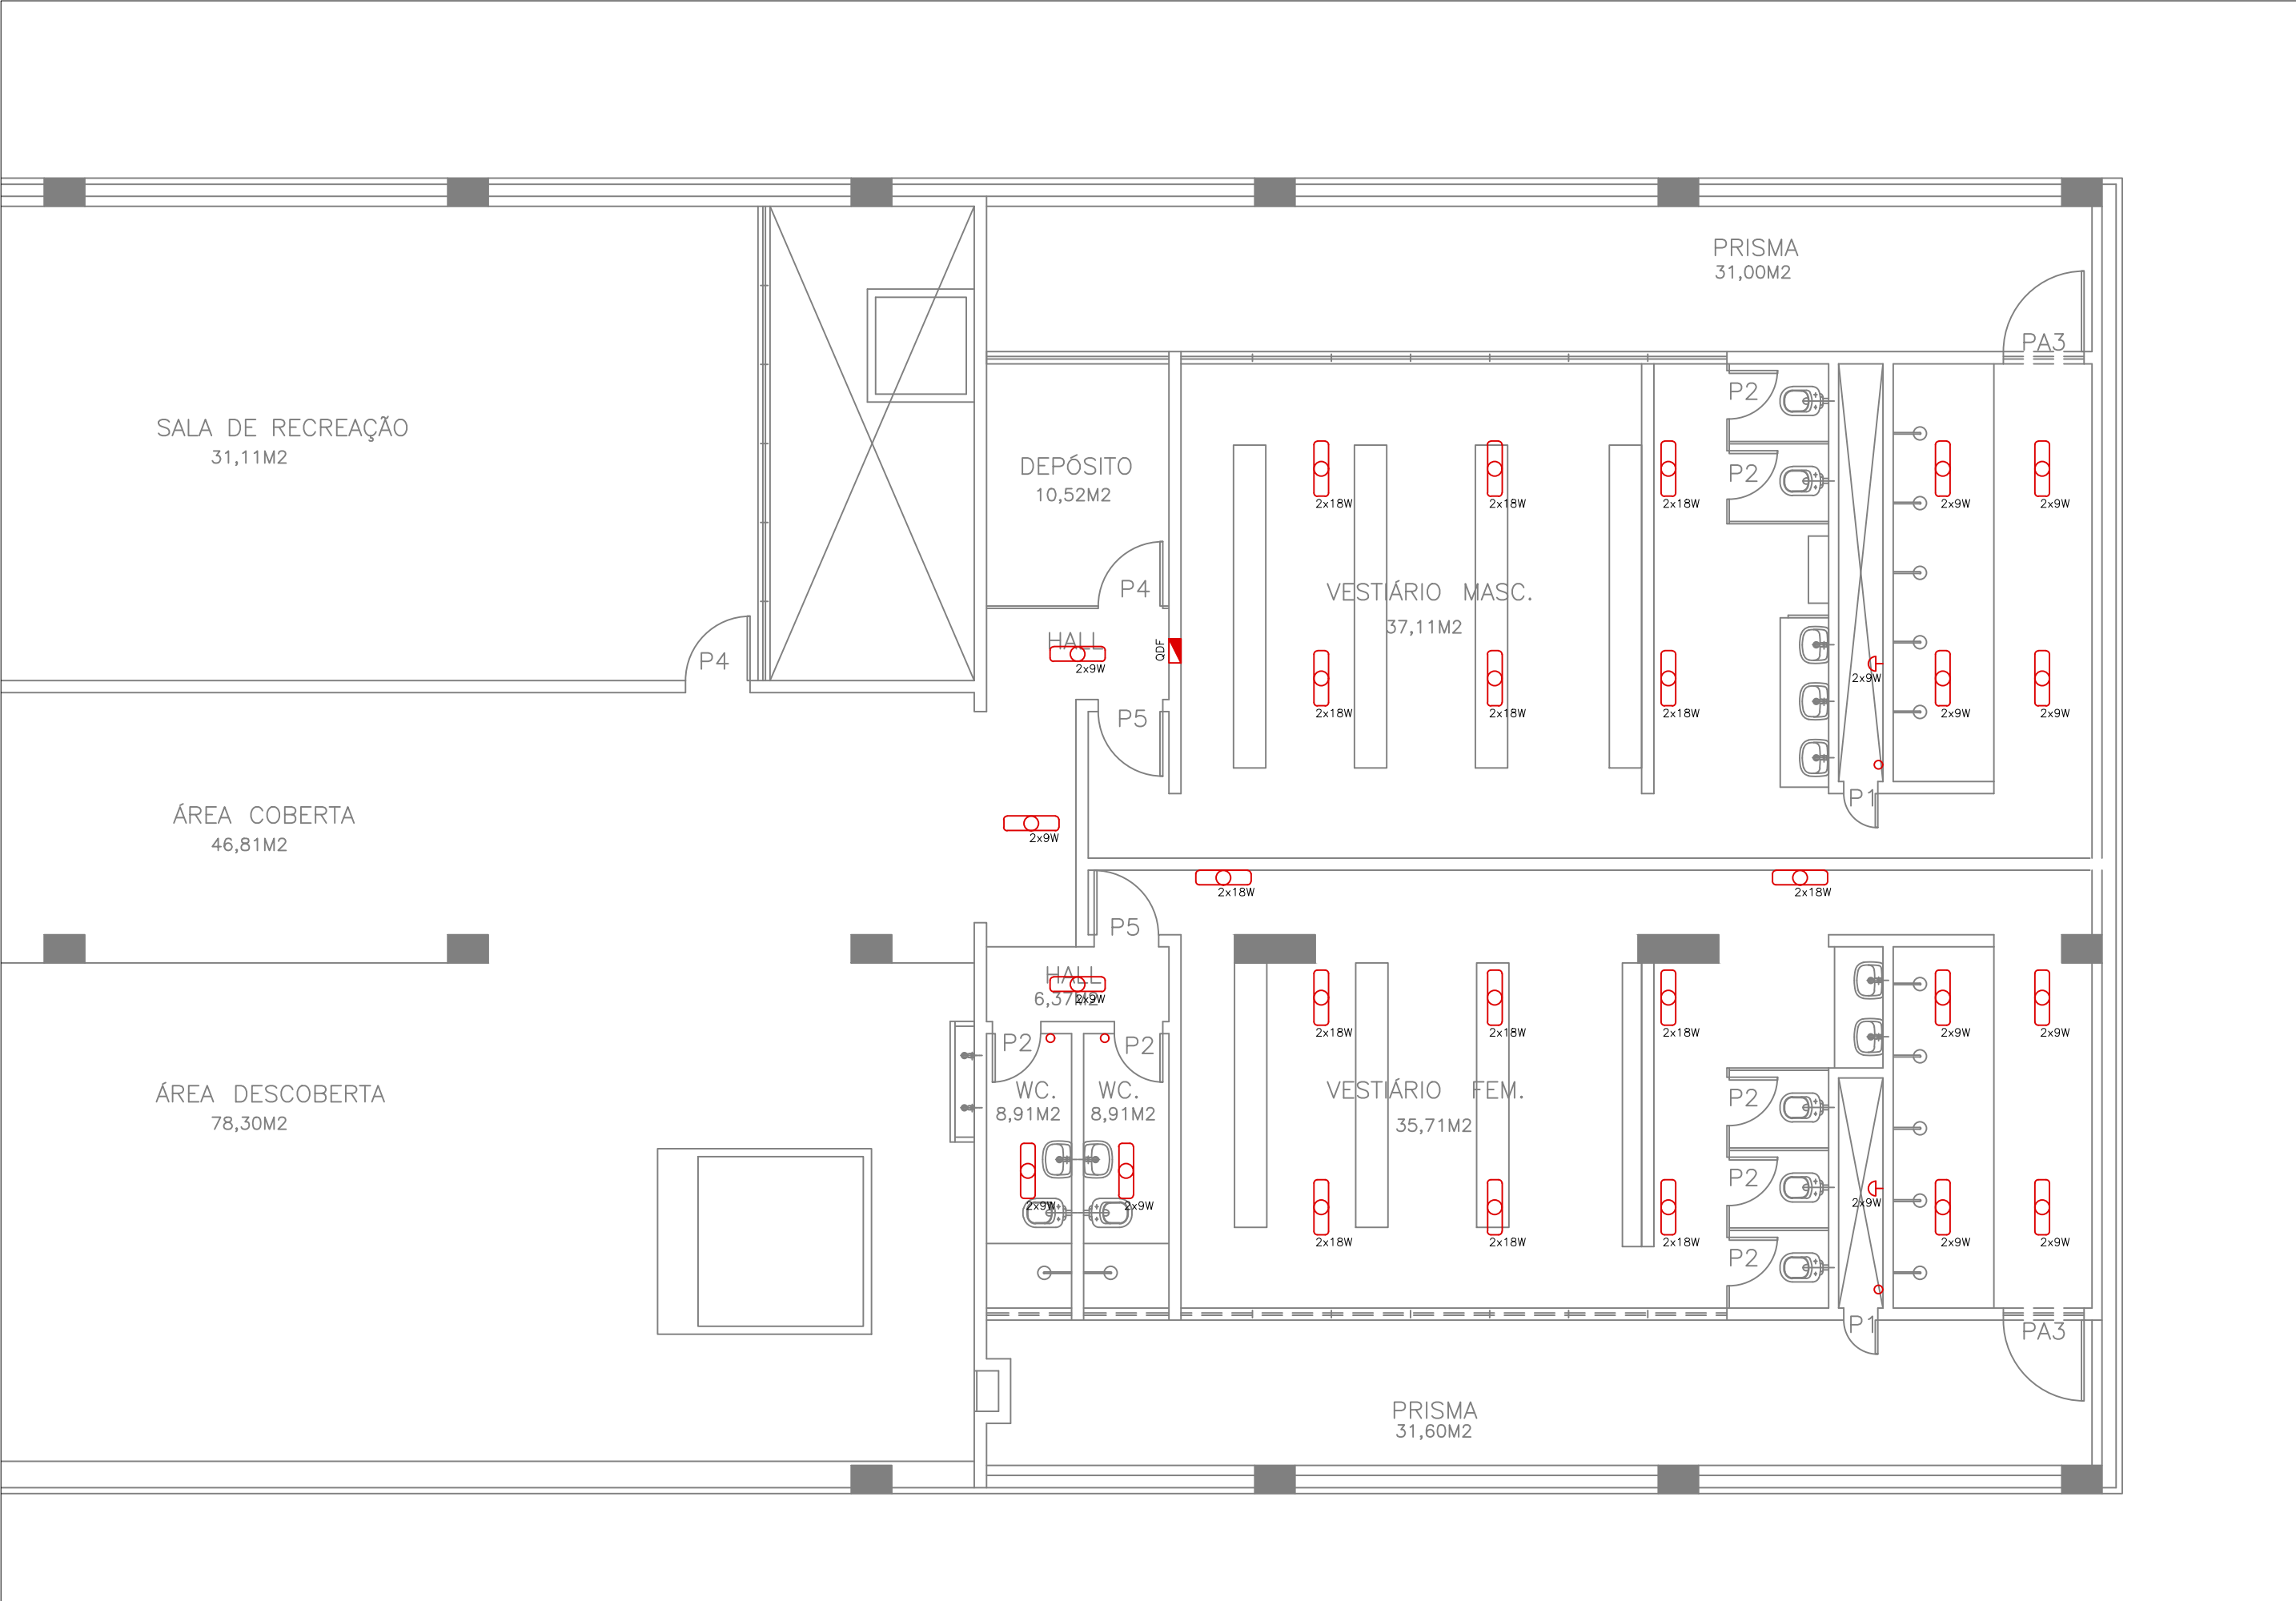 PRISMA
31,00M2
PA3
P2
SALA DE RECREAÇÃO
31,11M2
DEPÓSITO
10,52M2
P2
2x18W
2x18W
2x18W
2x9W
2x9W
P4
VESTIÁRIO MASC.
37,11M2
HALL
QDF
P4
2x9W
2x9W
P5
2x18W
2x18W
2x18W
2x9W
2x9W
P1
ÁREA COBERTA
46,81M2
2x9W
2x18W
2x18W
P5
HALL
6,37M2
2x9W
2x18W
2x18W
2x18W
2x9W
2x9W
P2
P2
ÁREA DESCOBERTA
78,30M2
WC.
8,91M2
WC.
8,91M2
VESTIÁRIO FEM.
35,71M2
P2
P2
2x9W
2x9W
2x9W
2x18W
2x18W
2x18W
2x9W
2x9W
P2
P1
PA3
PRISMA
31,60M2